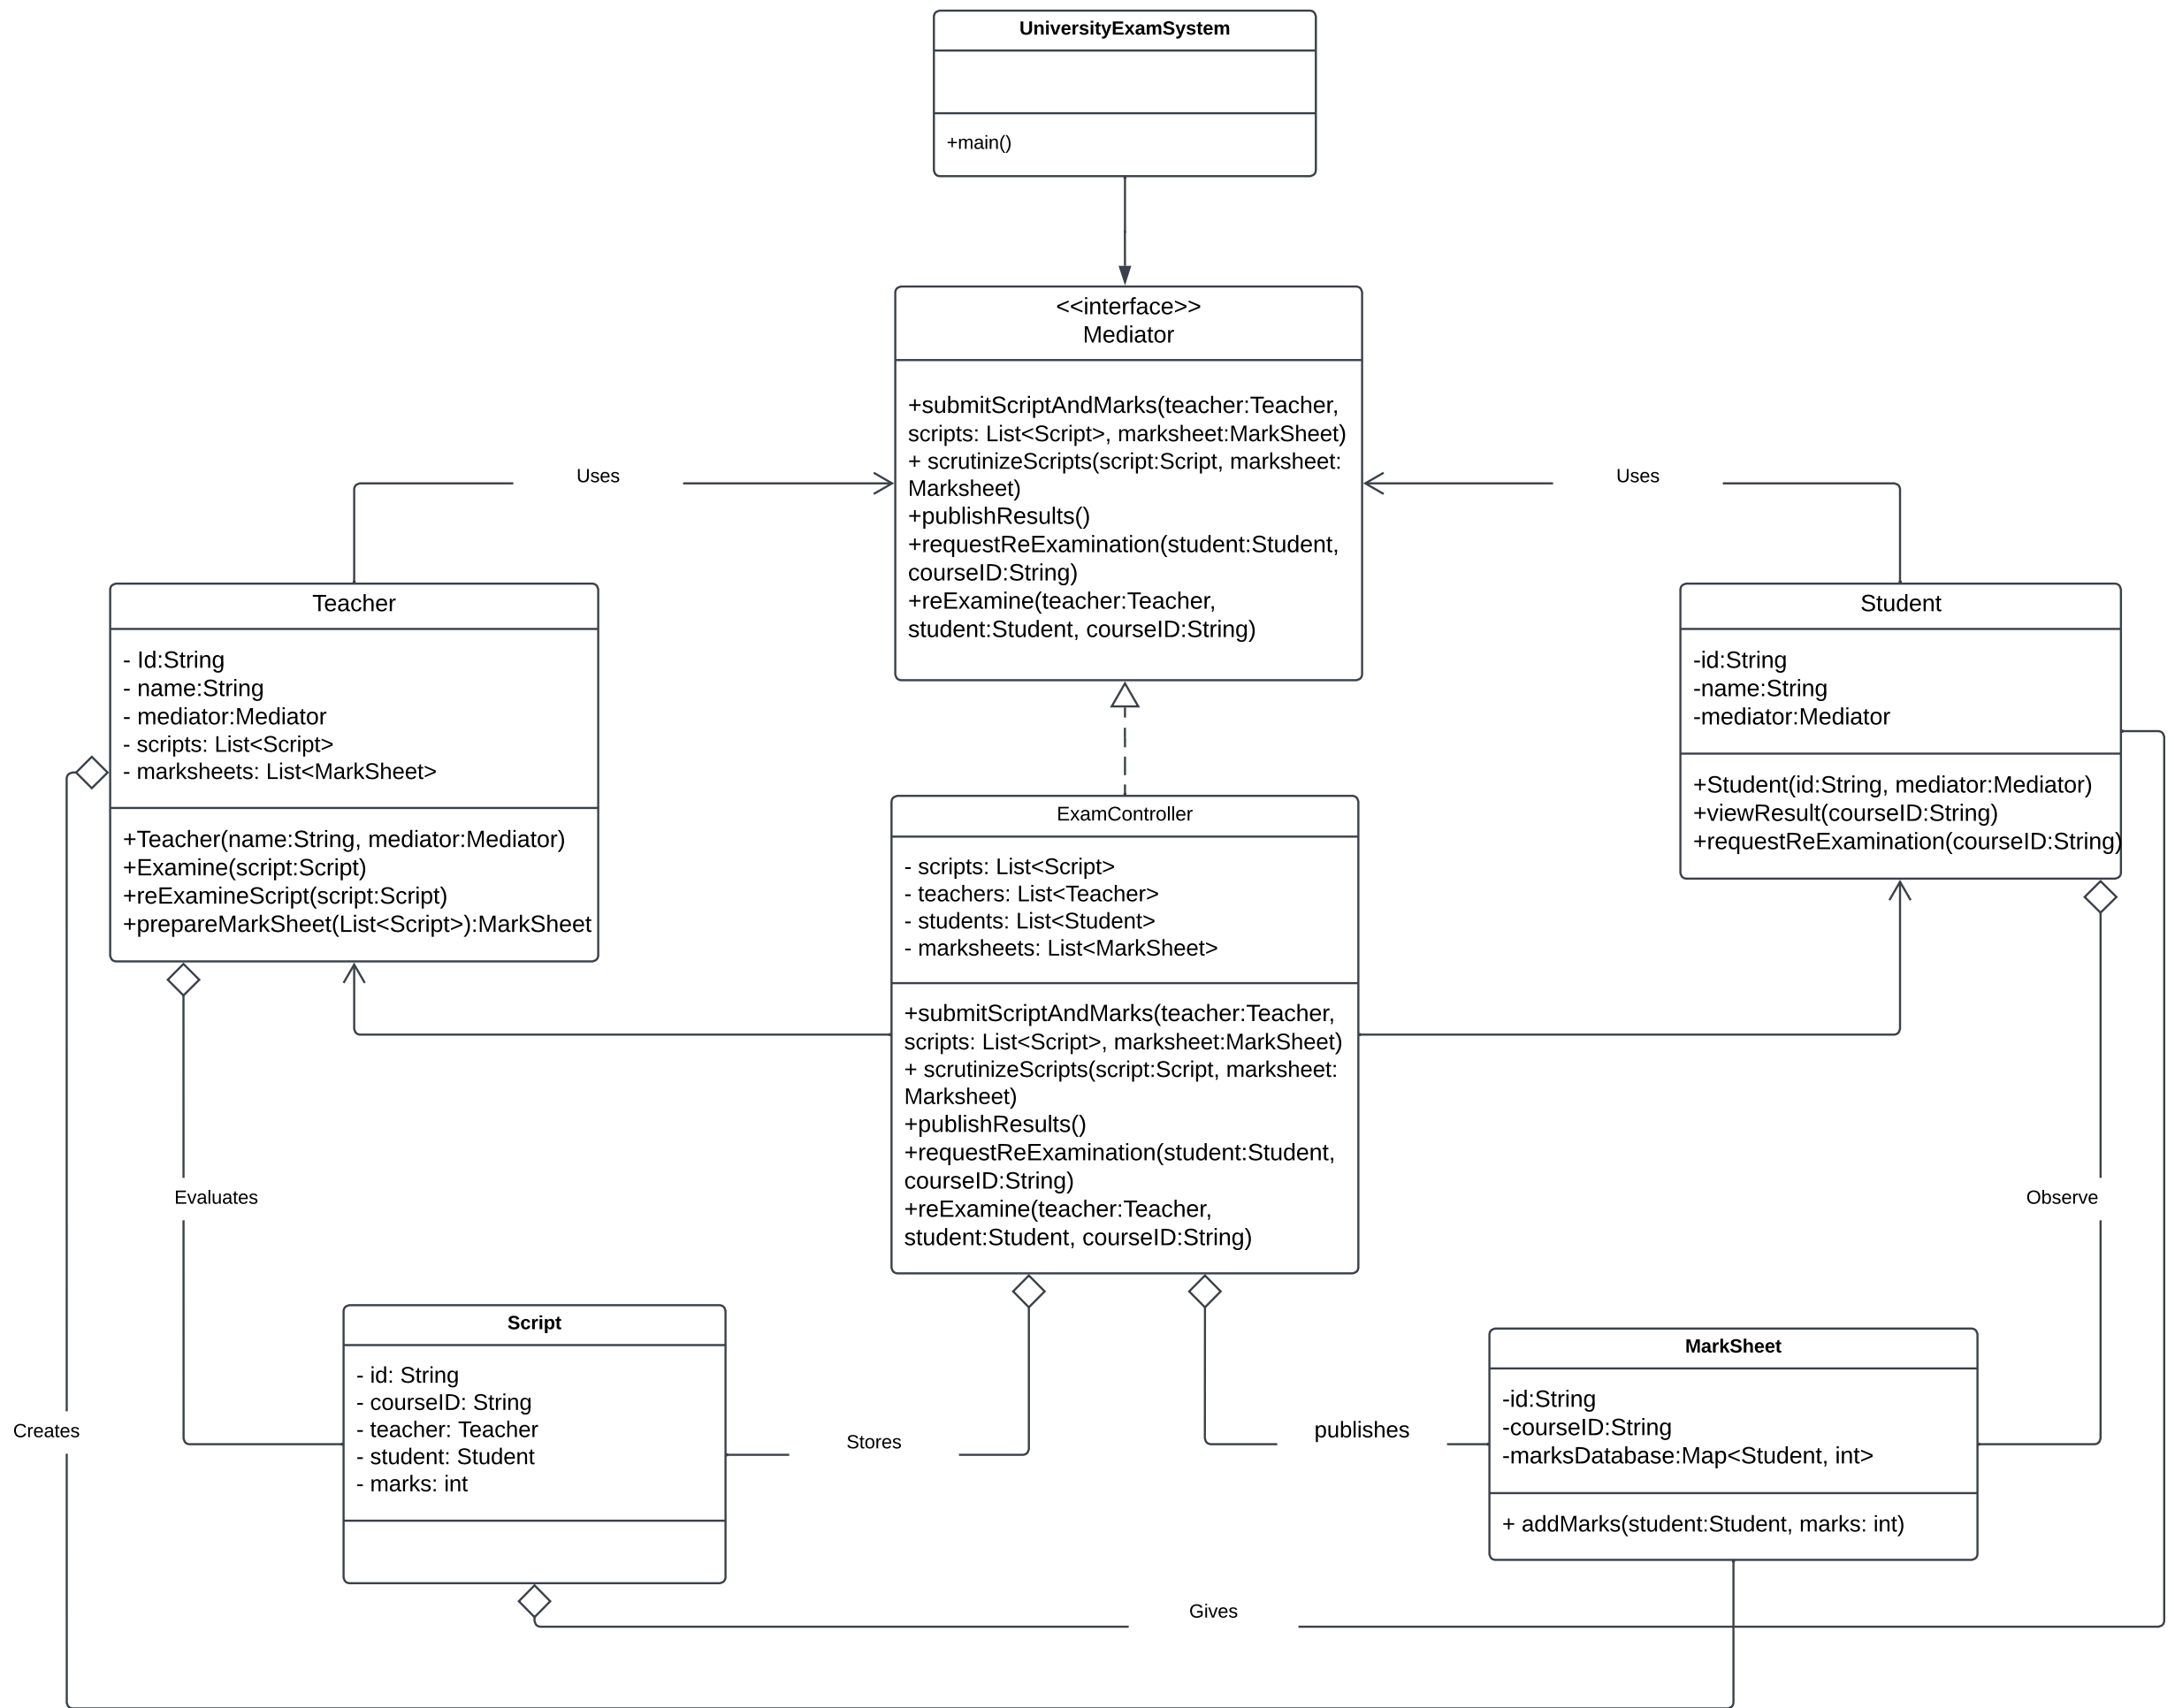 UniversityExamSystem
+main()
<<interface>>
Mediator
+submitScriptAndMarks(teacher:Teacher,
scripts: List<Script>, marksheet:MarkSheet)
+ scrutinizeScripts(script:Script, marksheet:
Marksheet)
+publishResults()
+requestReExamination(student:Student,
courseID:String)
+reExamine(teacher:Teacher,
student:Student, courseID:String)
Uses
Uses
Teacher
- Id:String
- name:String
- mediator:Mediator
- scripts: List<Script>
- marksheets: List<MarkSheet>
+Teacher(name:String, mediator:Mediator)
+Examine(script:Script)
+reExamineScript(script:Script)
+prepareMarkSheet(List<Script>):MarkSheet
Student
-id:String
-name:String
-mediator:Mediator
+Student(id:String, mediator:Mediator)
+viewResult(courseID:String)
+requestReExamination(courseID:String)
ExamController
- scripts: List<Script>
- teachers: List<Teacher>
- students: List<Student>
- marksheets: List<MarkSheet>
+submitScriptAndMarks(teacher:Teacher,
scripts: List<Script>, marksheet:MarkSheet)
+ scrutinizeScripts(script:Script, marksheet:
Marksheet)
+publishResults()
+requestReExamination(student:Student,
courseID:String)
+reExamine(teacher:Teacher,
student:Student, courseID:String)
Evaluates
Observe
Script
- id: String
- courseID: String
- teacher: Teacher
- student: Student
- marks: int
Creates
Stores
publishes
MarkSheet
-id:String
-courseID:String
-marksDatabase:Map<Student, int>
+ addMarks(student:Student, marks: int)
Gives